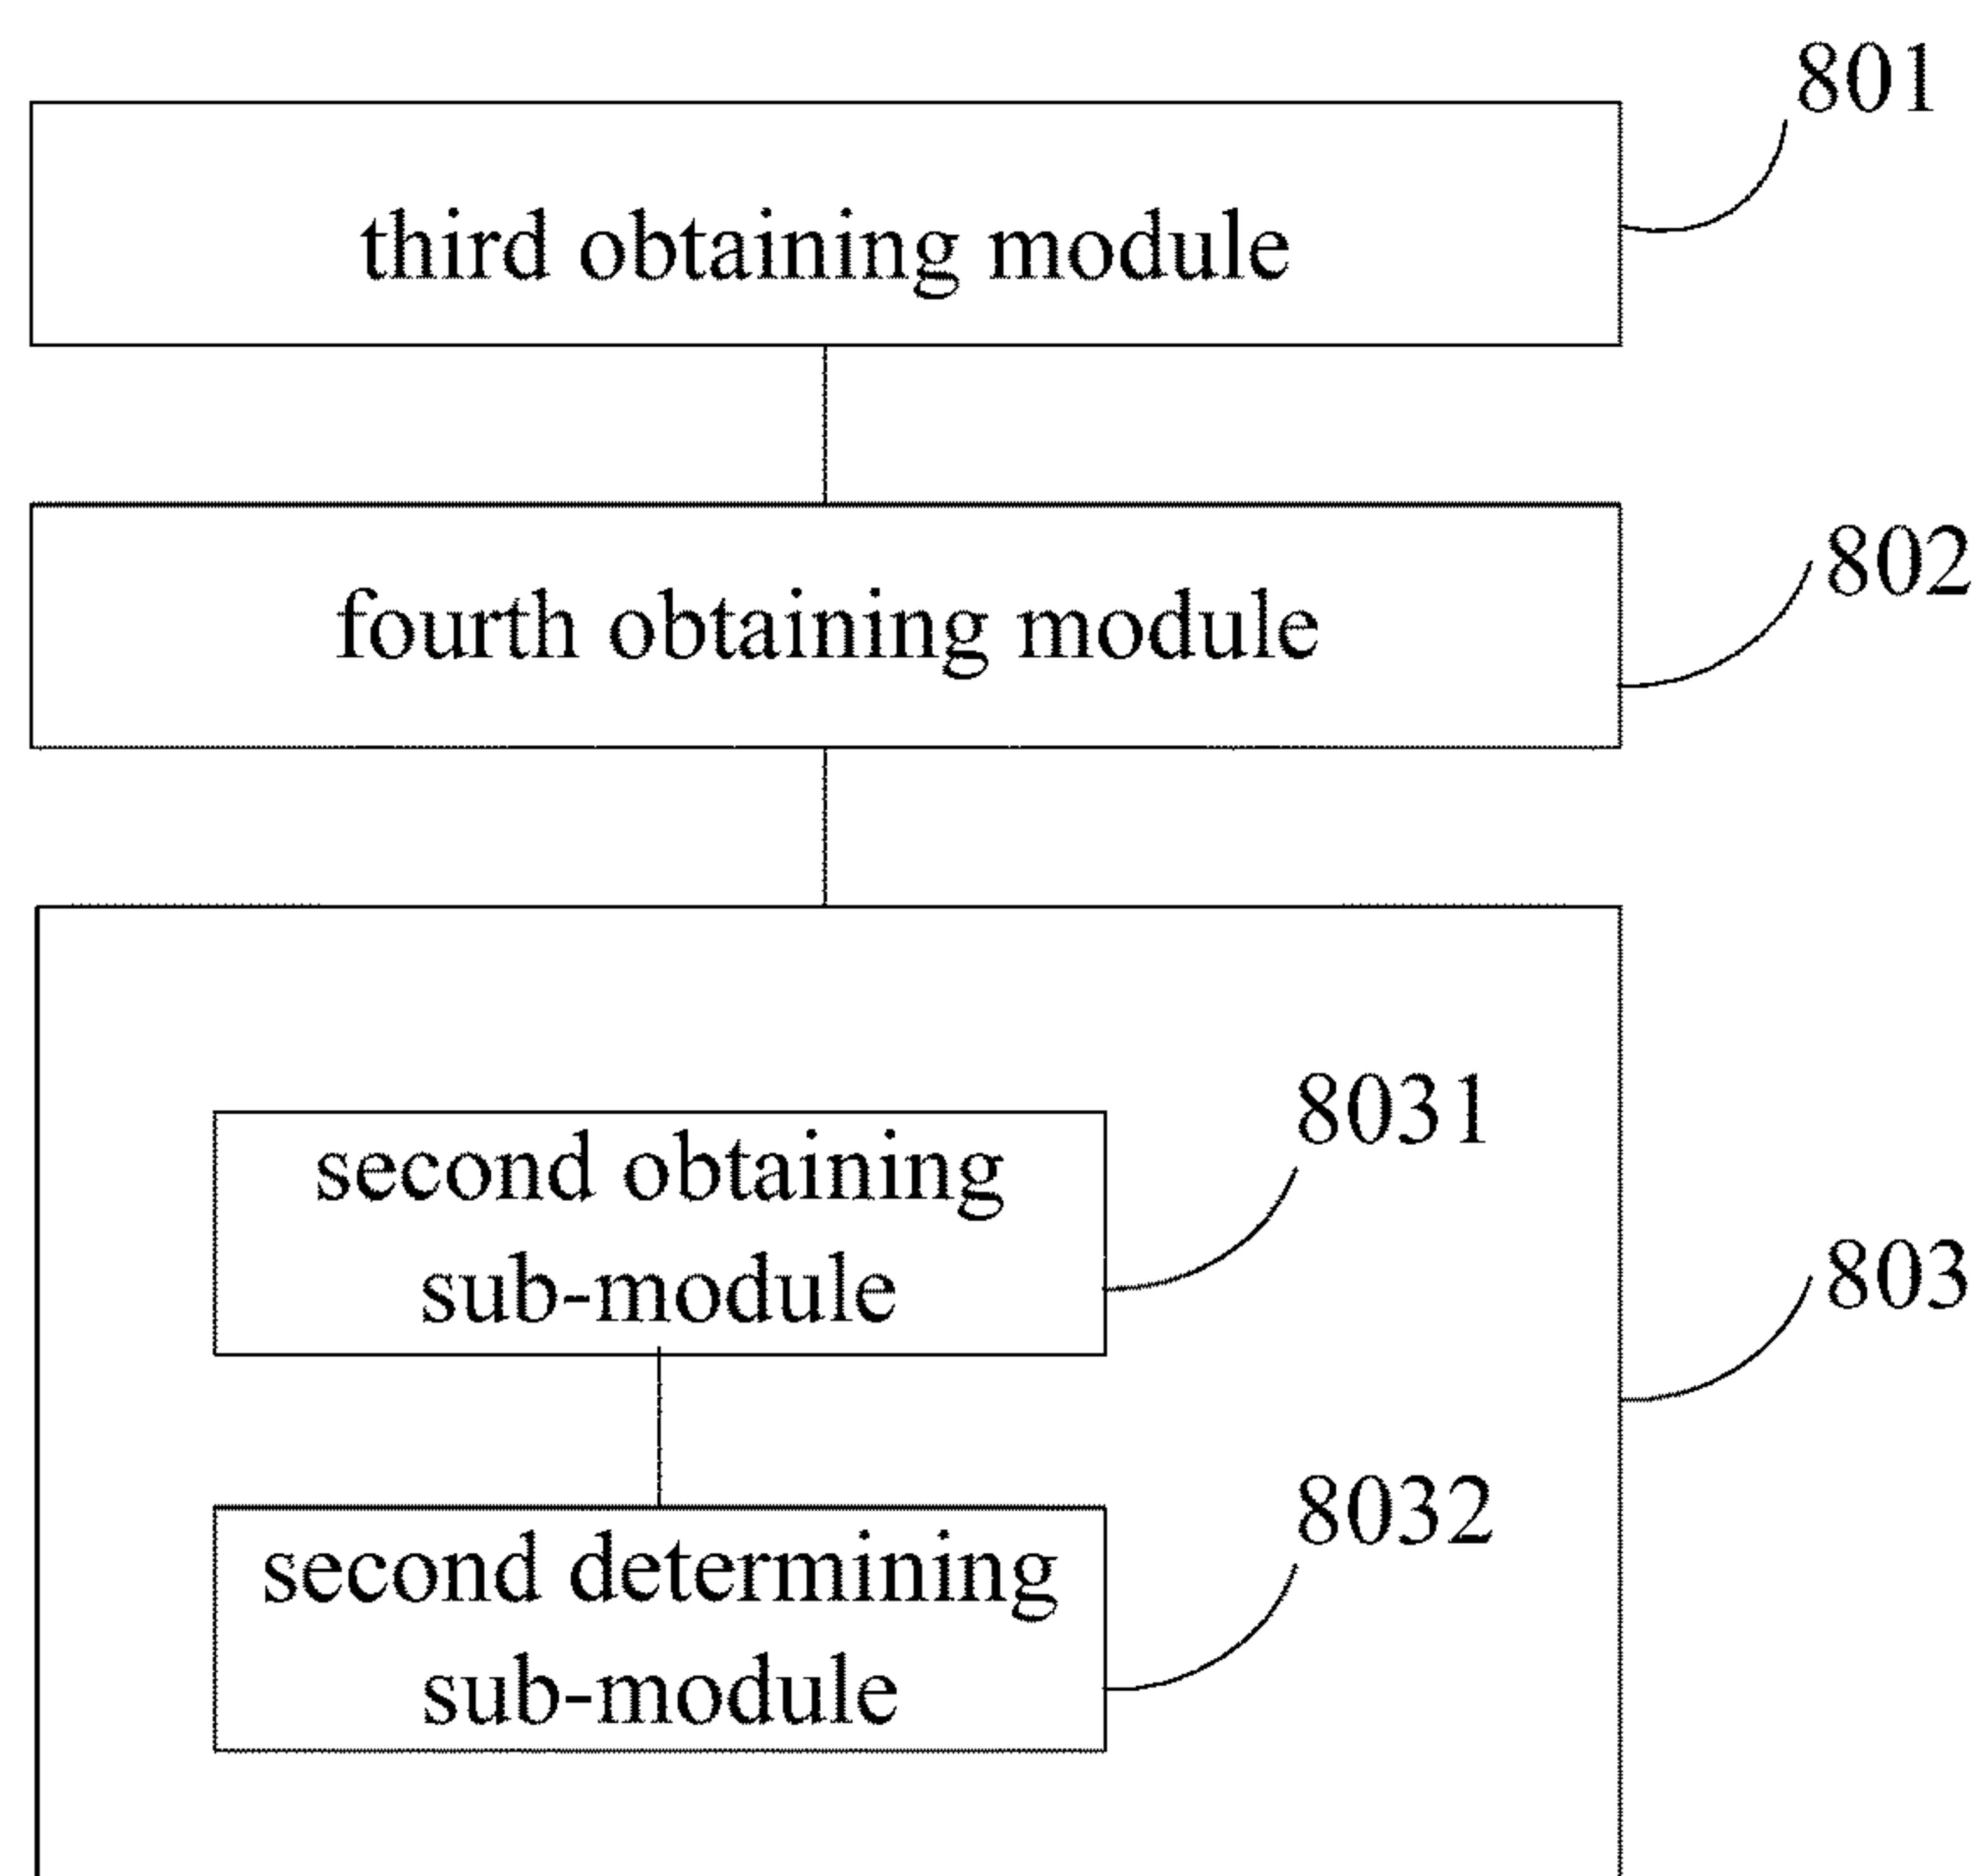 801
third obtaining module
802
fourth obtaining module
8031
second obtaining
sub-module
803
8032
second determining
sub-module